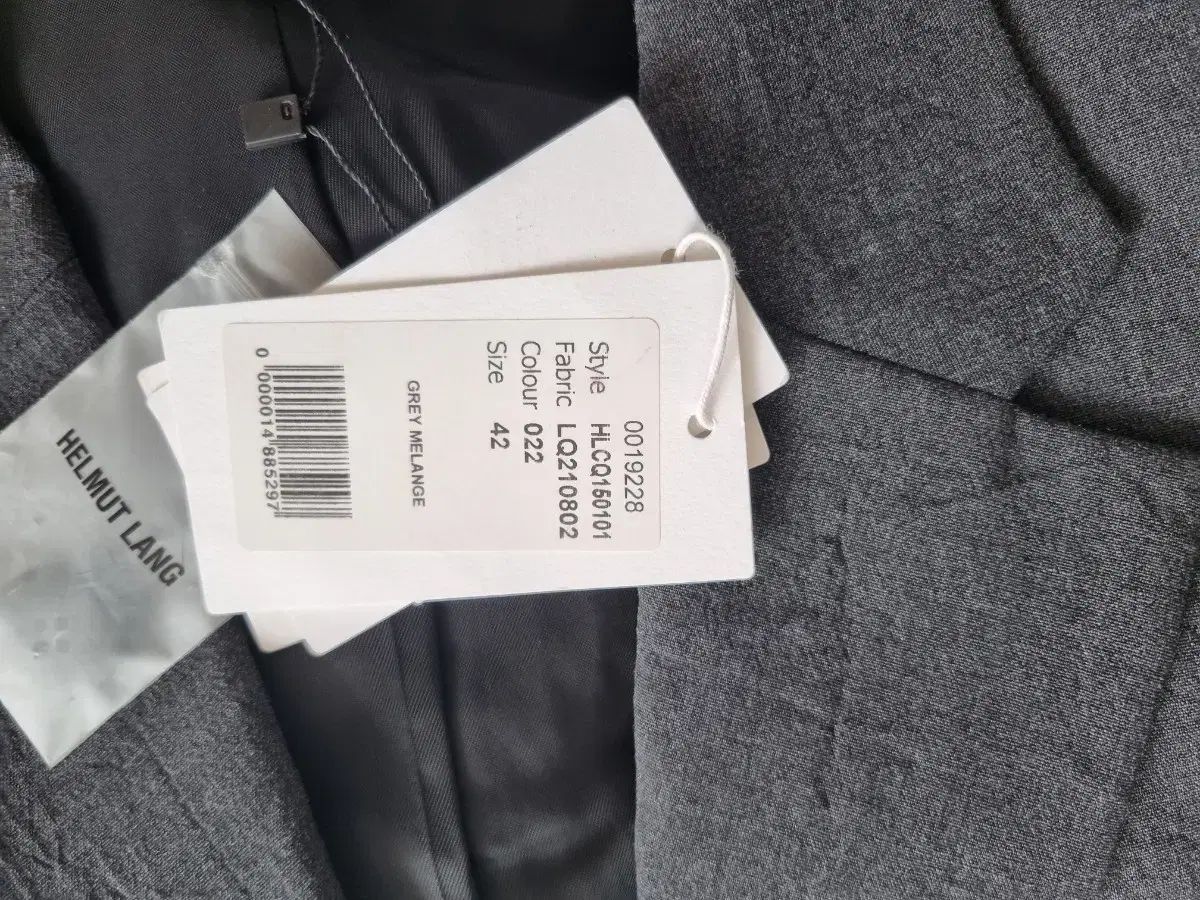 0019228
Style HLCQ150101
Fabric LQ210802
Colour 022
Size 42
GREY MELANGE
0 000014 885297
HELMUT LANG